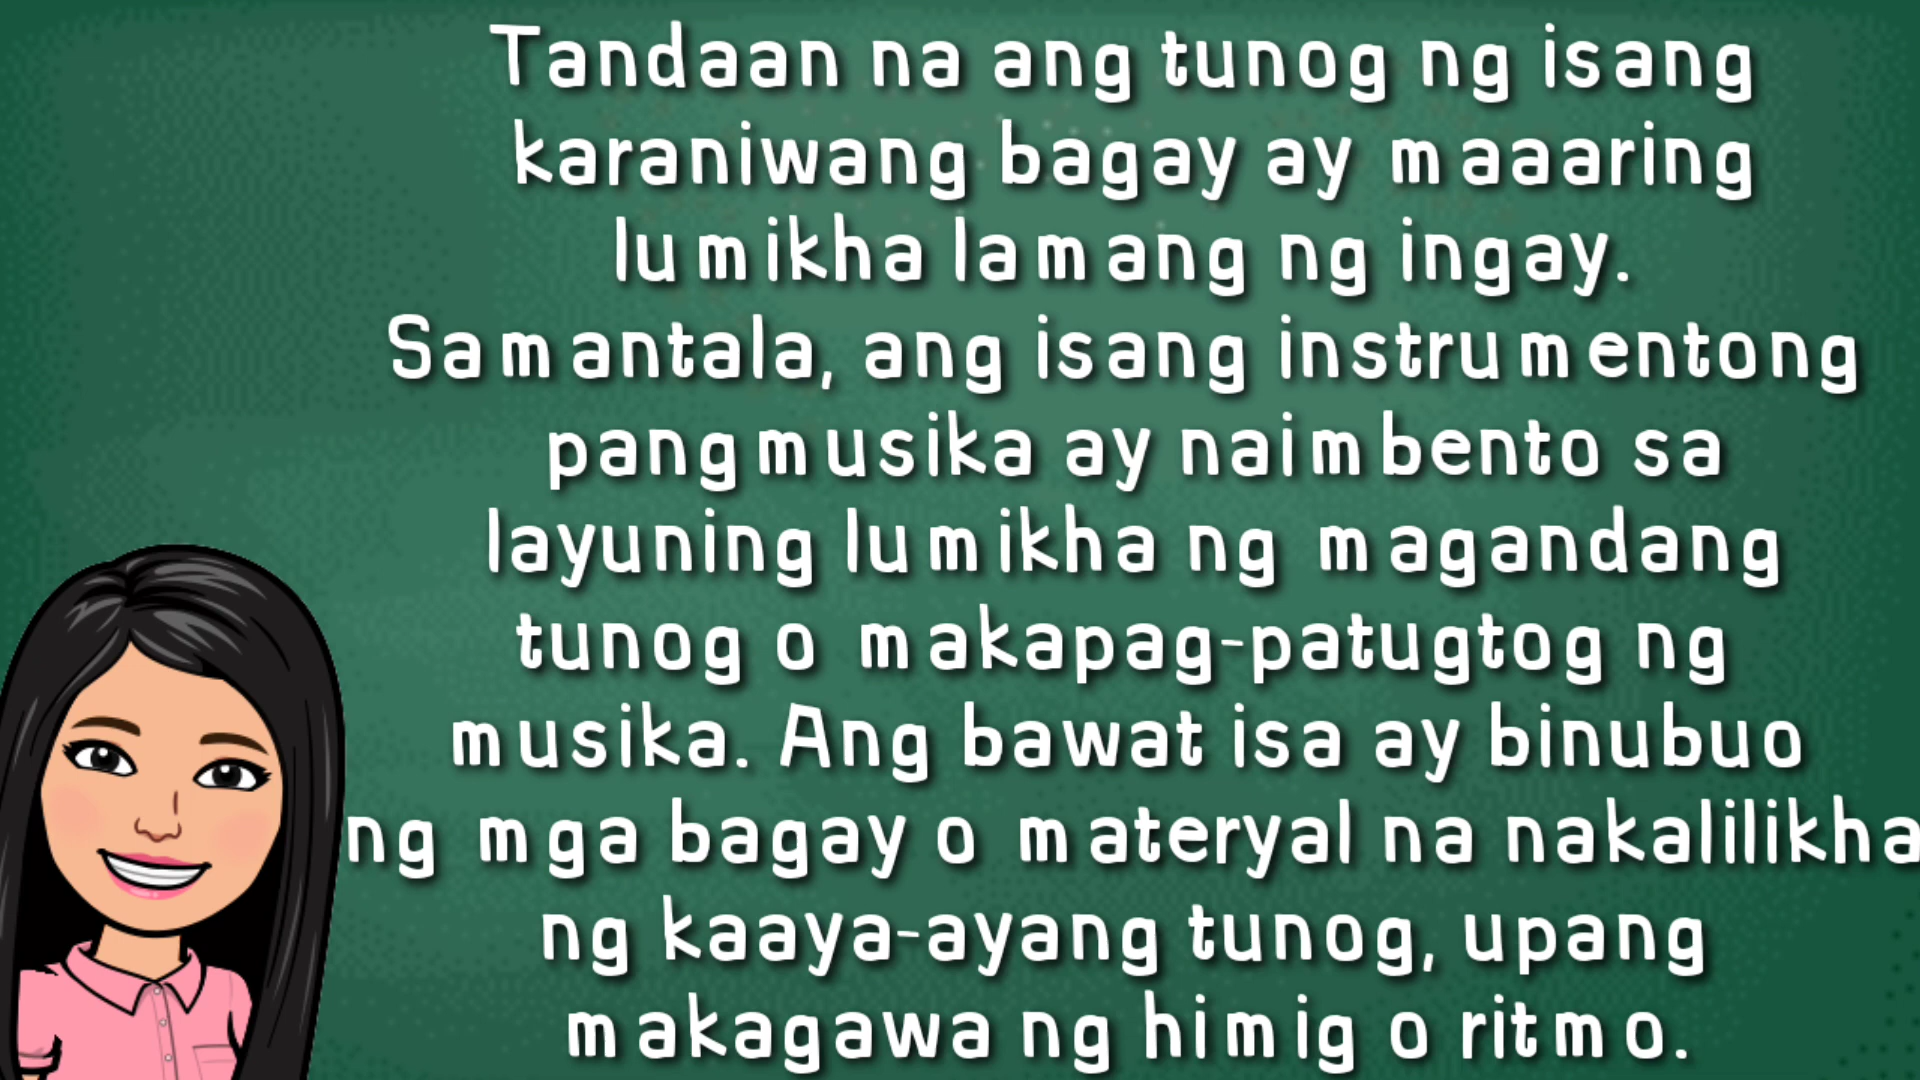 Tandaan na ang tunog ng isang
karaniwang bagay ay maaaring
lumikha lamang ng ingay.
Samantala, ang isang instrumentong
pangmusika ay naimbento sa
layuning lumikha ng magandang
tunog o makapag-patugtog ng
musika. Ang bawat isa ay binubuo
ng mga bagay o materyal na nakalilikha
ng kaaya-ayang tunog, upang
makagawa ng himig o ritmo.